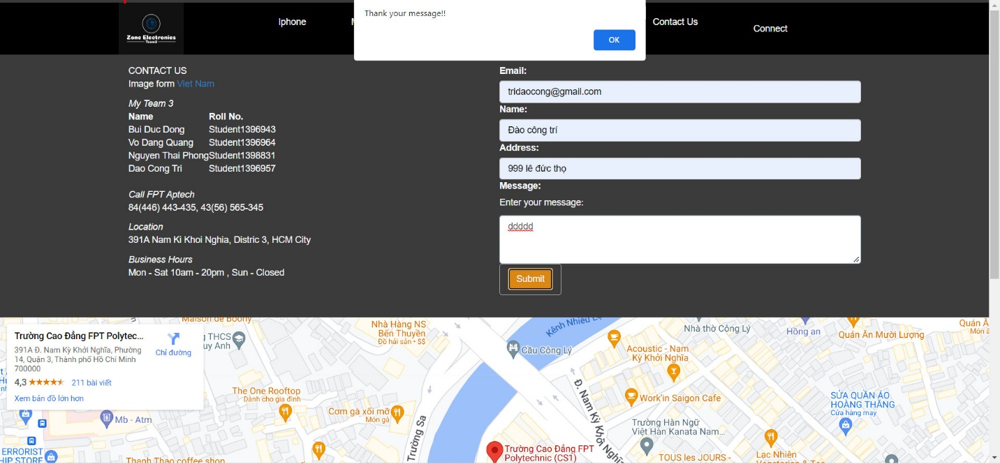 Thank your message!!
OK
Zone Electronics
Team3
Iphone
Contact Us
Connect
CONTACT US
Image form Viet Nam
My Team 3
Name Roll No.
Bui Duc Dong Student1396943
Vo Dang Quang Student1396964
Nguyen Thai Phong Student1398831
Dao Cong Tri Student1396957
Call FPT Aptech
84(446) 443-435, 43(56) 565-345
Location
391A Nam Ki Khoi Nghia, Distric 3, HCM City
Business Hours
Mon - Sat 10am - 20pm , Sun - Closed
Email:
tridaocong@gmail.com
Name:
Đào công trí
Address:
999 lê đức thọ
Message:
Enter your message:
ddddd
Submit
Trường Cao Đẳng FPT Polytec...
391A Đ. Nam Kỳ Khởi Nghĩa, Phường
14, Quận 3, Thành phố Hồ Chí Minh
700000
4,3
211 bài viết
Xem bản đồ lớn hơn
Chỉ đường
Maison de Boony
THCS
uy Anh
Nhà Hàng NS
Bến Thuyền
Đồ hải sản • $$
Kênh Nhiêu L
Cầu Công Lý
Acoustic - Nam
Kỳ Khởi Nghĩa
Nhà thờ Công Lý
Hồng an
Quán Ăn Mười Lượng
Quán Ă
Món ă
The One Rooftop
Dành cho gia đình
Cơm gà xối mỡ
Món gà
Work'in Saigon Cafe
SỬA QUẦN ÁO
HOÀNG THĂNG
Cửa hàng may
Mb - Atm
Trường Sa
Đ. Nam Kỳ Khởi Nghĩa
Trường Hàn Ngữ
Việt Hàn Kanata Nam...
Trường Cao Đẳng FPT
Polytechnic (CS1)
ERRORIST
HIP STORE
Thanh Thao coffee shop
TOUS les JOURS -
Lạc Nhiên
Vegetarian & Tea